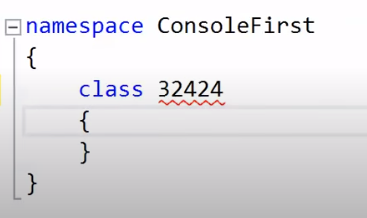 namespace ConsoleFirst
{
class 32424
{
}
}